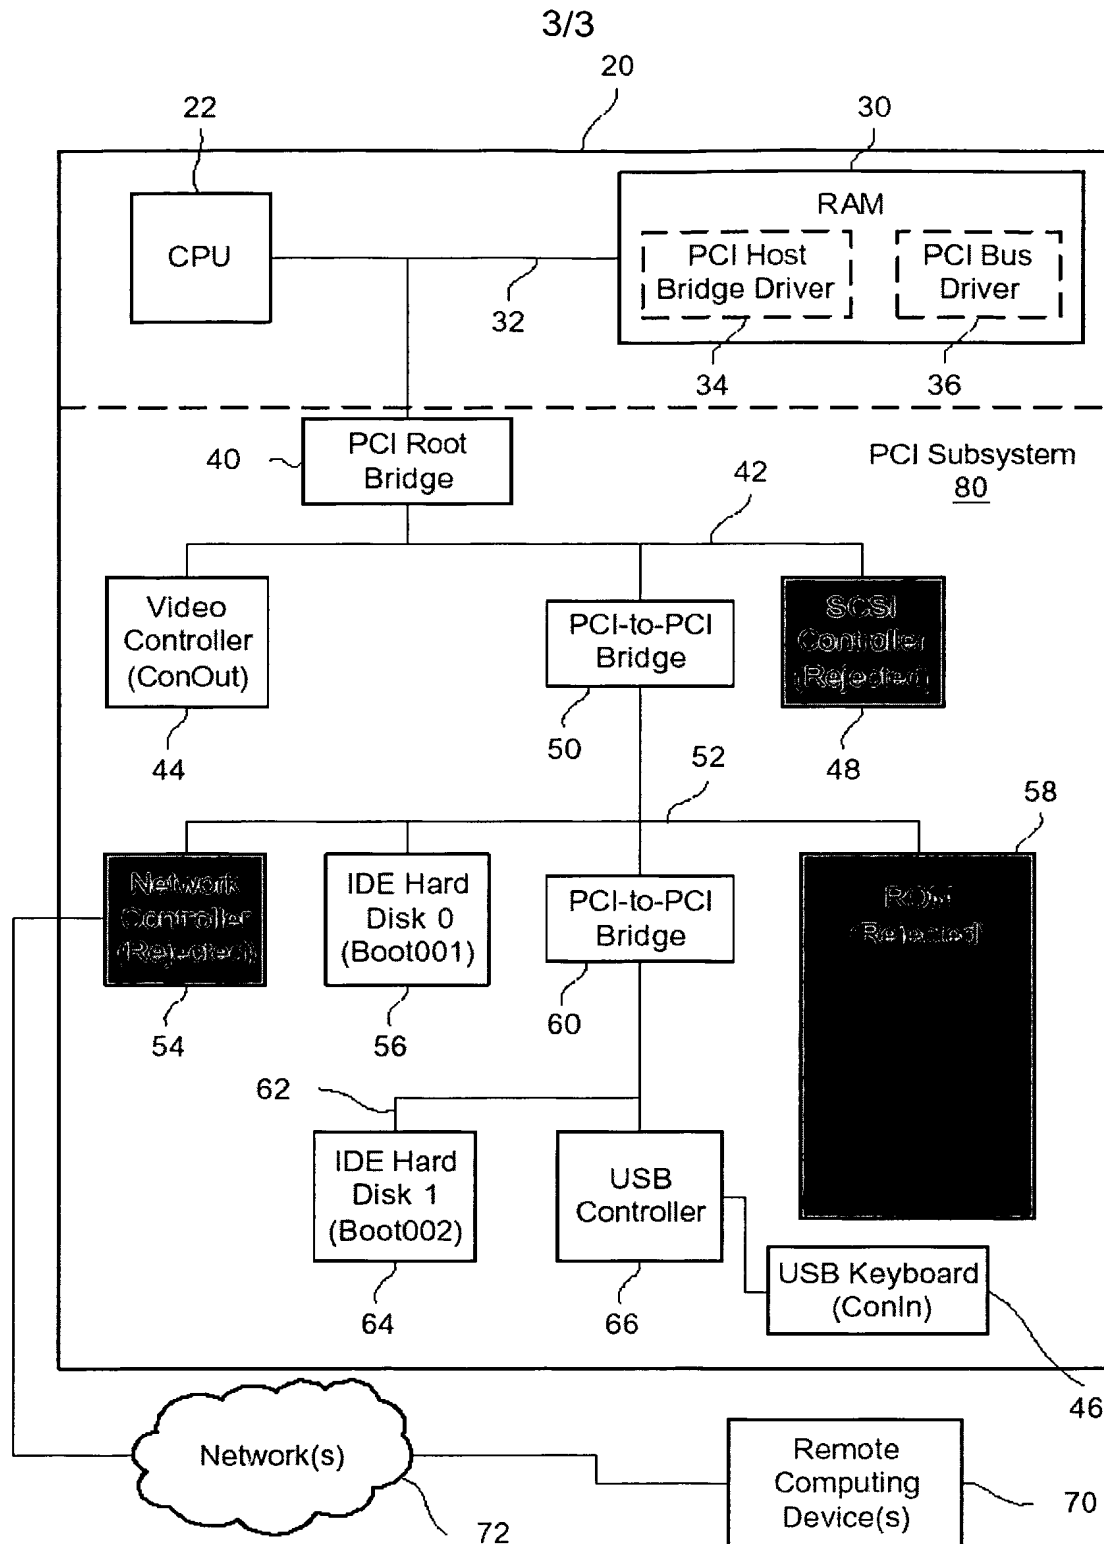 3/3
20
22
30
CPU
RAM
PCI Host
Bridge Driver
PCI Bus
Driver
32
34
36
PCI Root
Bridge
40
PCI Subsystem
80
42
Video
Controller
(ConOut)
PCI-to-PCI
Bridge
SCSI
Controller
(Rejected)
44
50
48
52
58
Network
Controller
(Rejected)
IDE Hard
Disk 0
(Boot001)
PCI-to-PCI
Bridge
ROM
(Rejected)
54
56
60
62
IDE Hard
Disk 1
(Boot002)
USB
Controller
USB Keyboard
(ConIn)
64
66
46
Network(s)
Remote
Computing
Device(s)
70
72